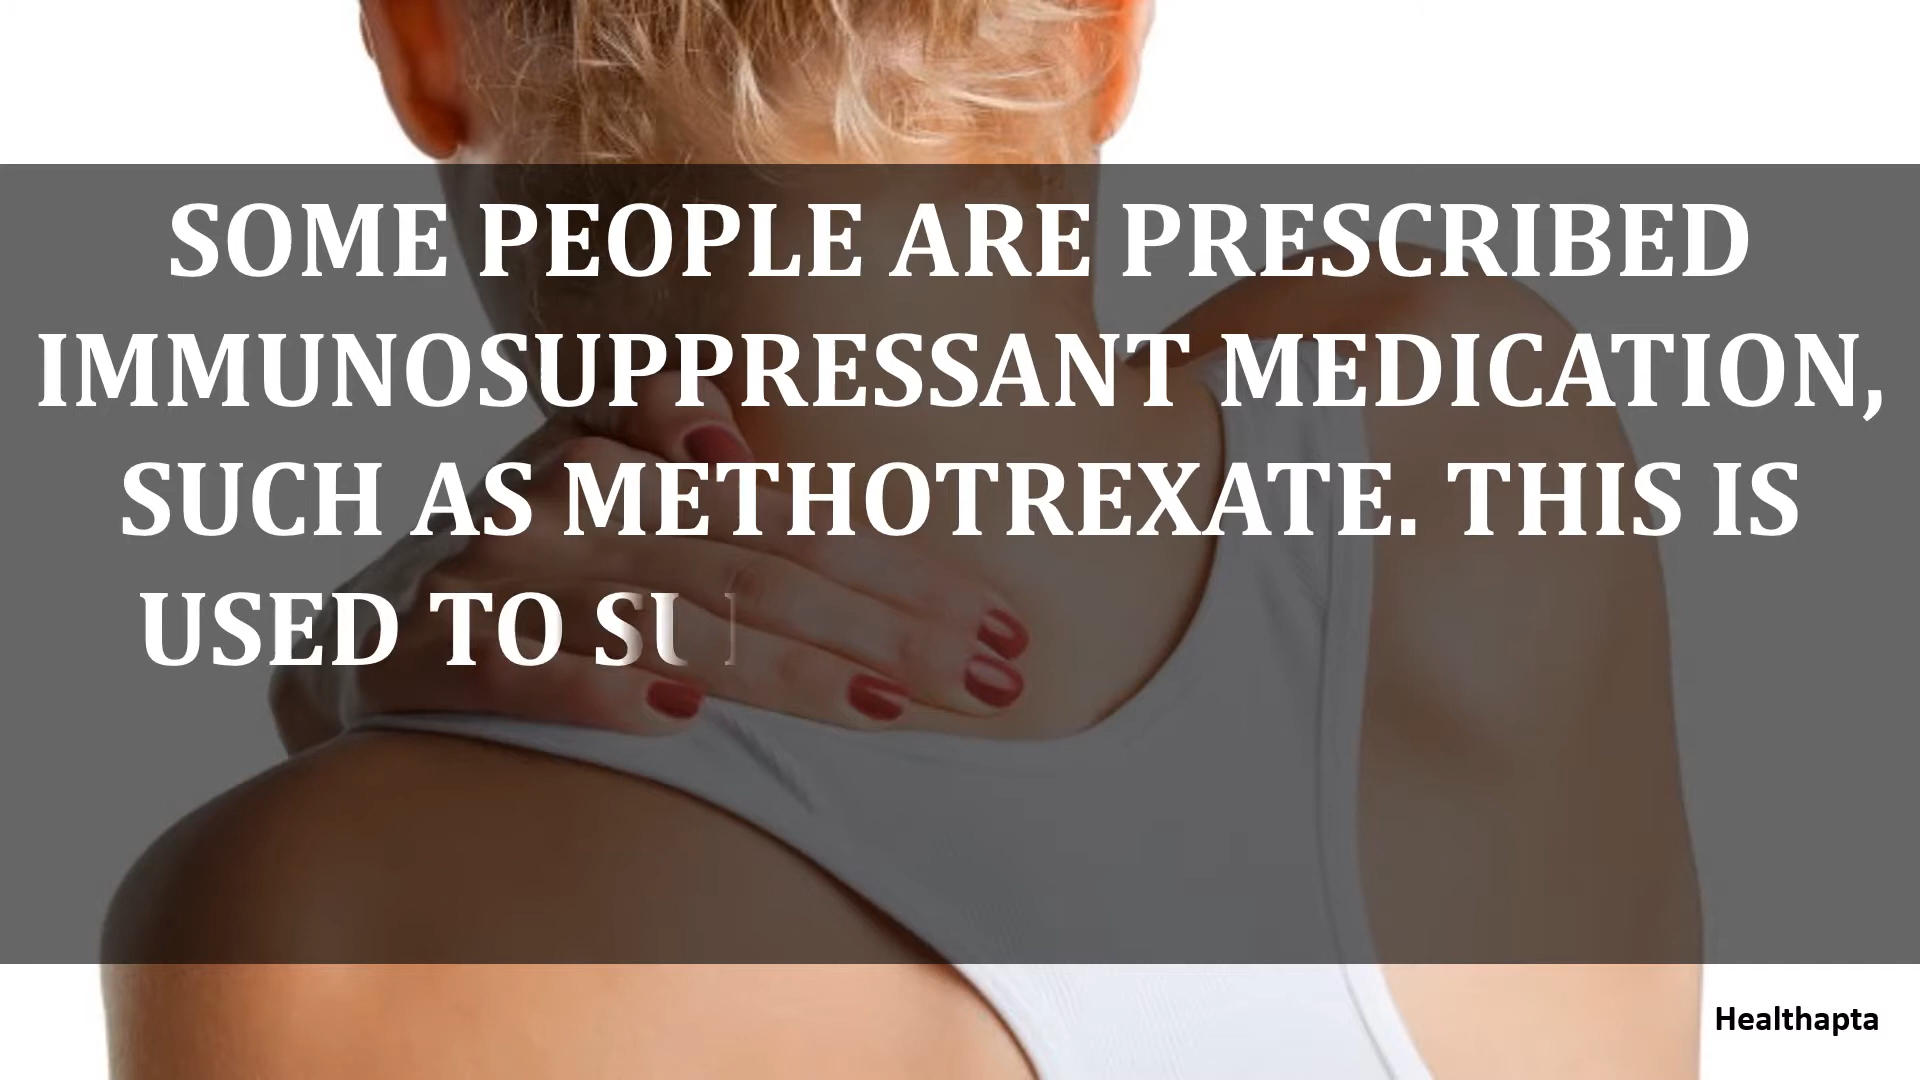 SOME PEOPLE ARE PRESCRIBED
IMMUNOSUPPRESSANT MEDICATION,
SUCH AS METHOTREXATE. THIS IS
USED TO
Healthapta